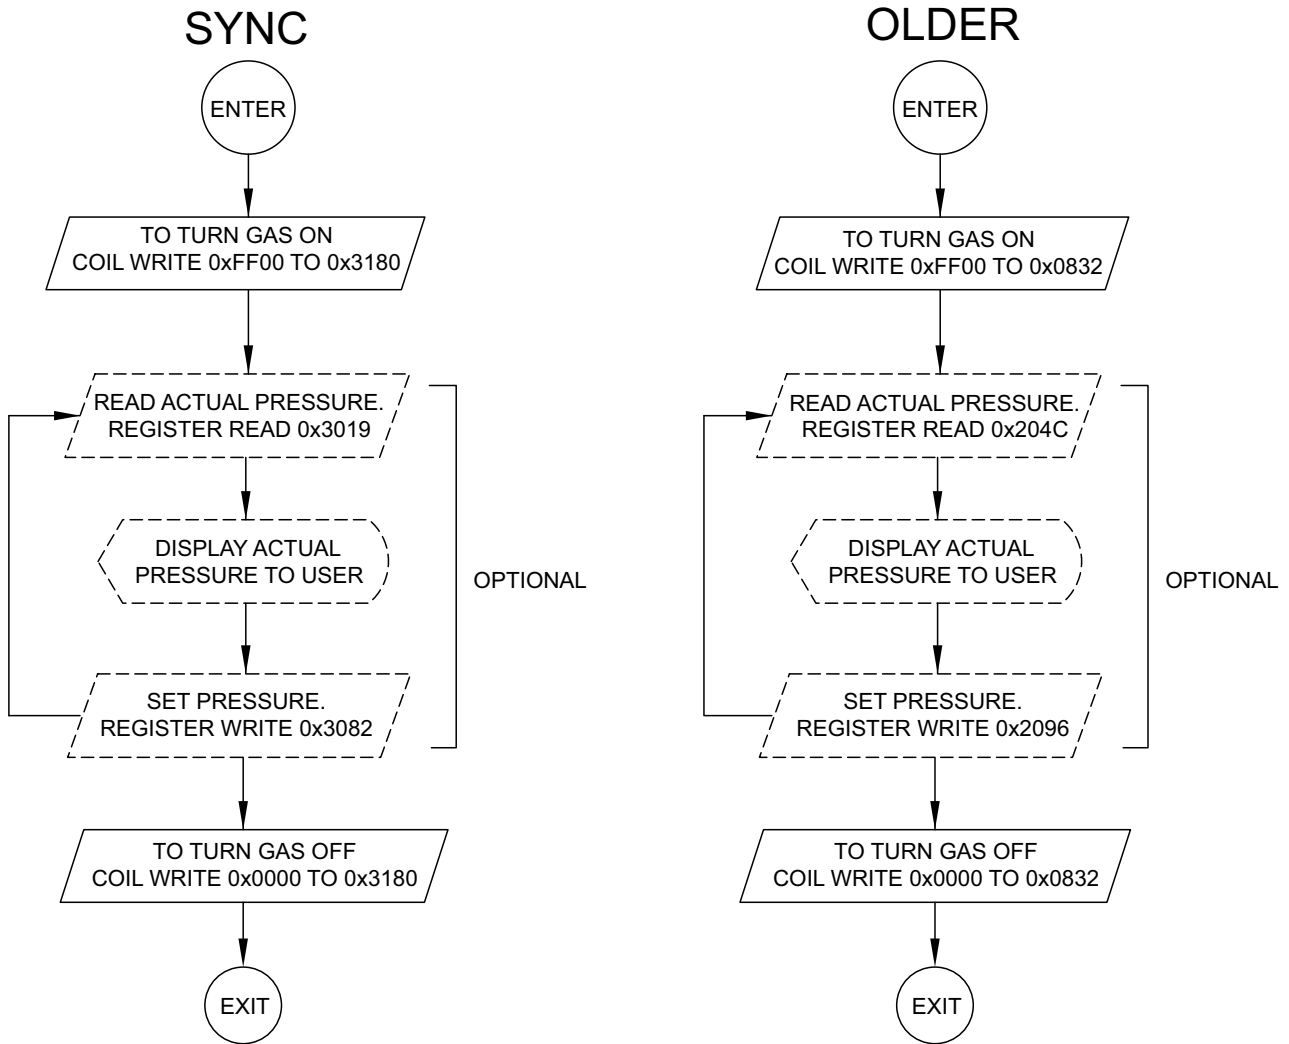 SYNC
ENTER
TO TURN GAS ON
COIL WRITE 0xFF00 TO 0x3180
READ ACTUAL PRESSURE.
REGISTER READ 0x3019
DISPLAY ACTUAL
PRESSURE TO USER
OPTIONAL
SET PRESSURE.
REGISTER WRITE 0x3082
TO TURN GAS OFF
COIL WRITE 0x0000 TO 0x3180
EXIT
OLDER
ENTER
TO TURN GAS ON
COIL WRITE 0xFF00 TO 0x0832
READ ACTUAL PRESSURE.
REGISTER READ 0x204C
DISPLAY ACTUAL
PRESSURE TO USER
OPTIONAL
SET PRESSURE.
REGISTER WRITE 0x2096
TO TURN GAS OFF
COIL WRITE 0x0000 TO 0x0832
EXIT